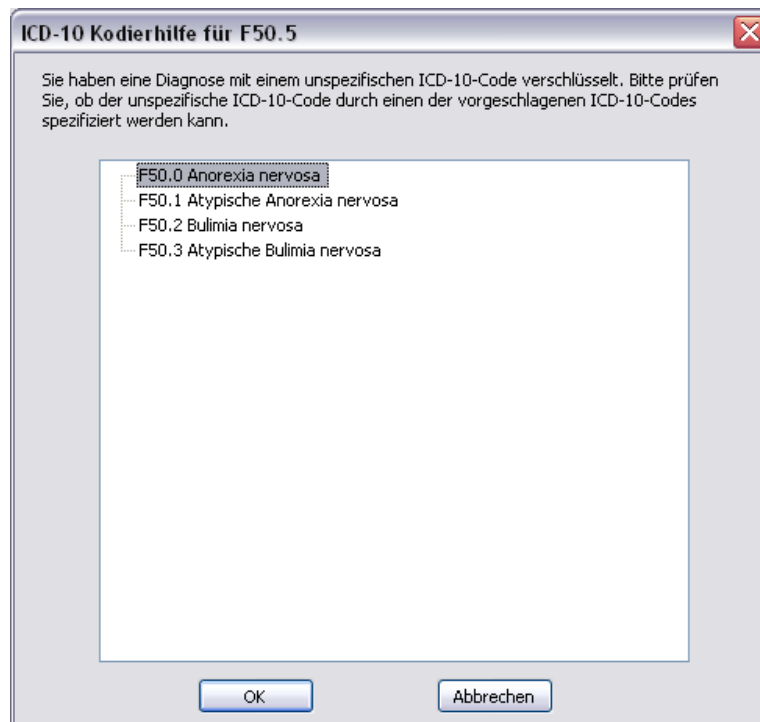 ICD-10 Kodierhilfe für F50.5
Sie haben eine Diagnose mit einem unspezifischen ICD-10-Code verschlüsselt. Bitte prüfen
Sie, ob der unspezifische ICD-10-Code durch einen der vorgeschlagenen ICD-10-Codes
spezifiziert werden kann.
F50.0 Anorexia nervosa
F50.1 Atypische Anorexia nervosa
F50.2 Bulimia nervosa
F50.3 Atypische Bulimia nervosa
OK Abbrechen